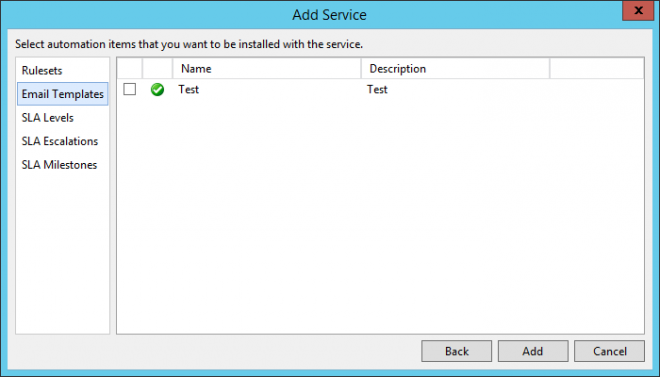 Add Service
x
Select automation items that you want to be installed with the service.
Rulesets
Email Templates
SLA Levels
SLA Escalations
SLA Milestones
Name Description
Test Test
Back Add Cancel